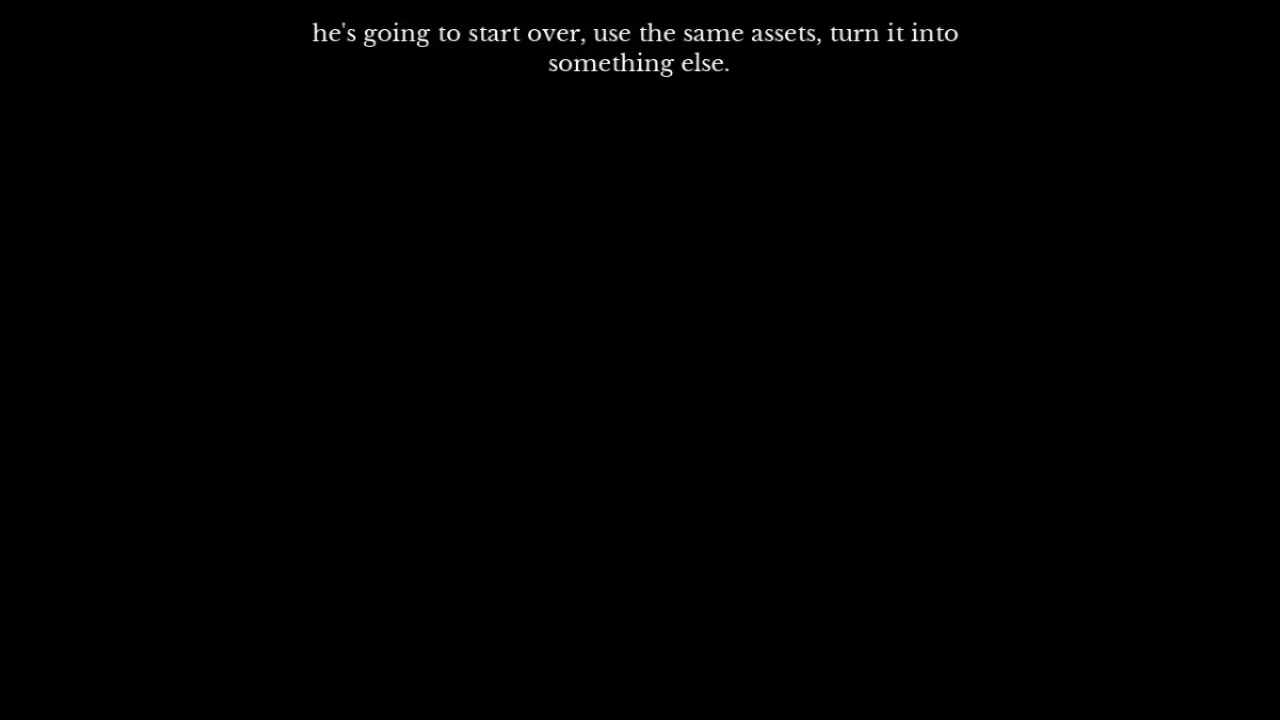 he's going to start over, use the same assets, turn it into
something else.